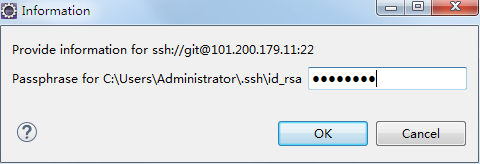 Information
Provide information for ssh://git@101.200.179.11:22
Passphrase for C:\Users\Administrator\.ssh\id_rsa ●●●●●●●●
OK Cancel